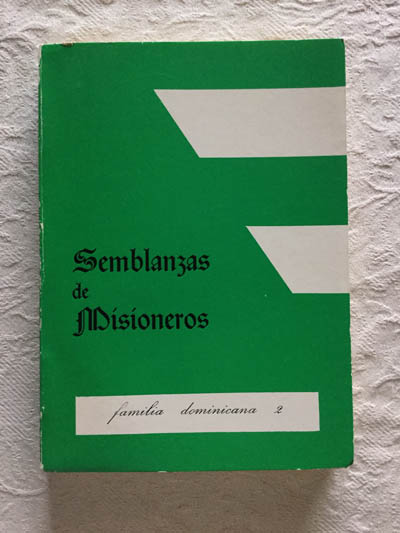 Semblanzas
de
Misioneros
familia dominicana 2